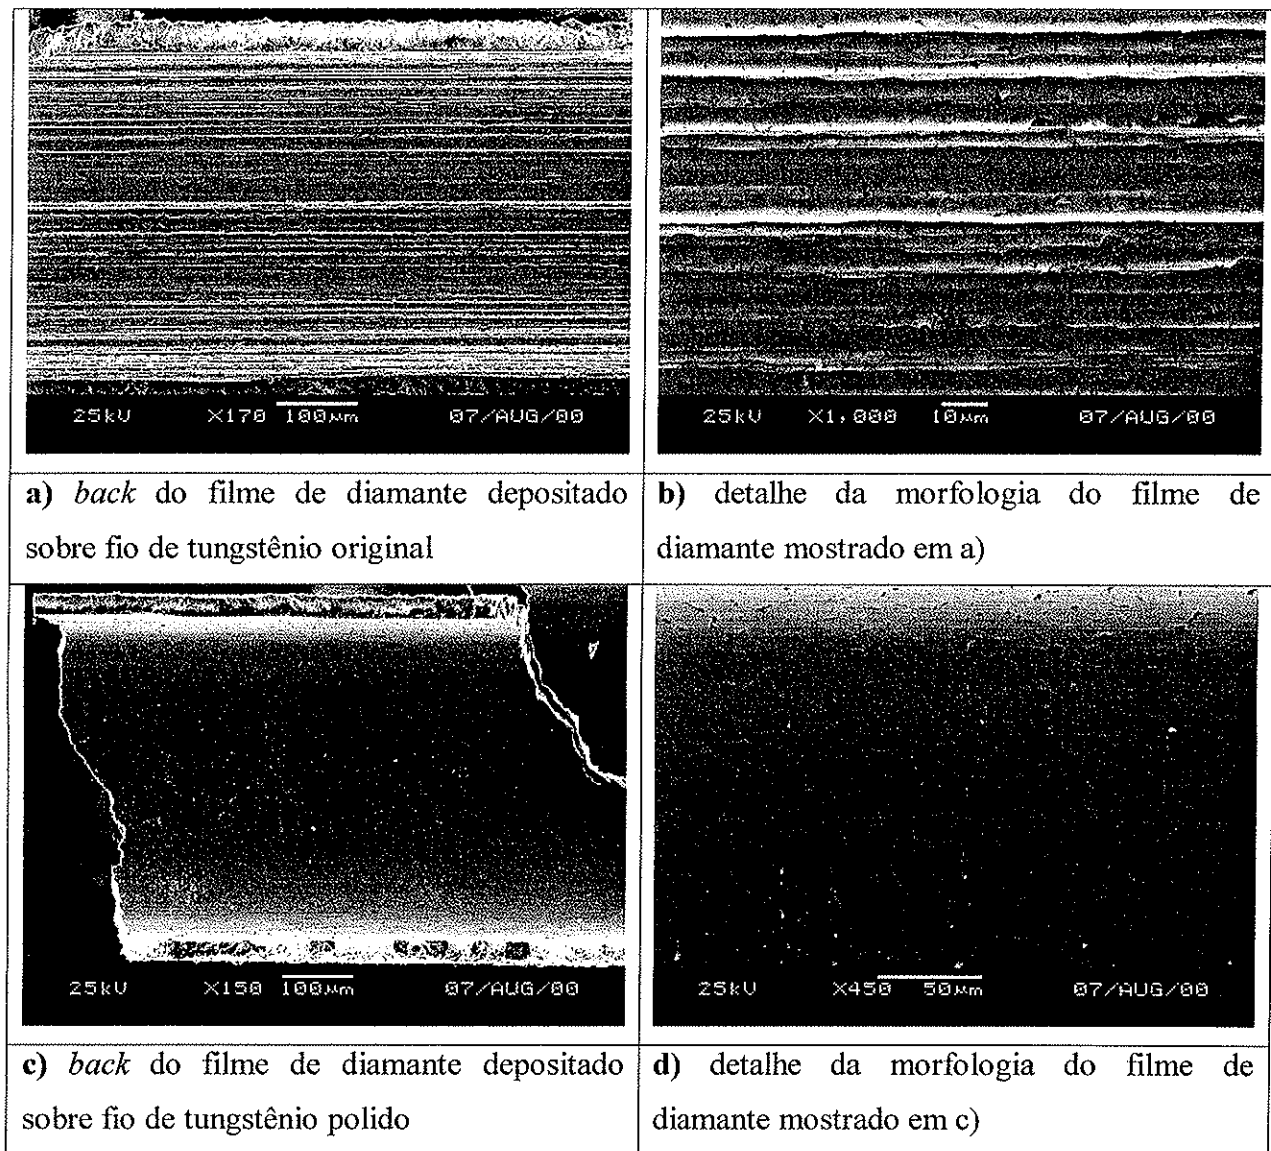 25kU X170 100µm 07/AUG/00
25kU X1,000 10µm 07/AUG/00
a) back do filme de diamante depositado
sobre fio de tungstênio original
b) detalhe da morfologia do filme de
diamante mostrado em a)
25kU X150 100µm 07/AUG/00
25kU X450 50µm 07/AUG/00
c) back do filme de diamante depositado
sobre fio de tungstênio polido
d) detalhe da morfologia do filme de
diamante mostrado em c)